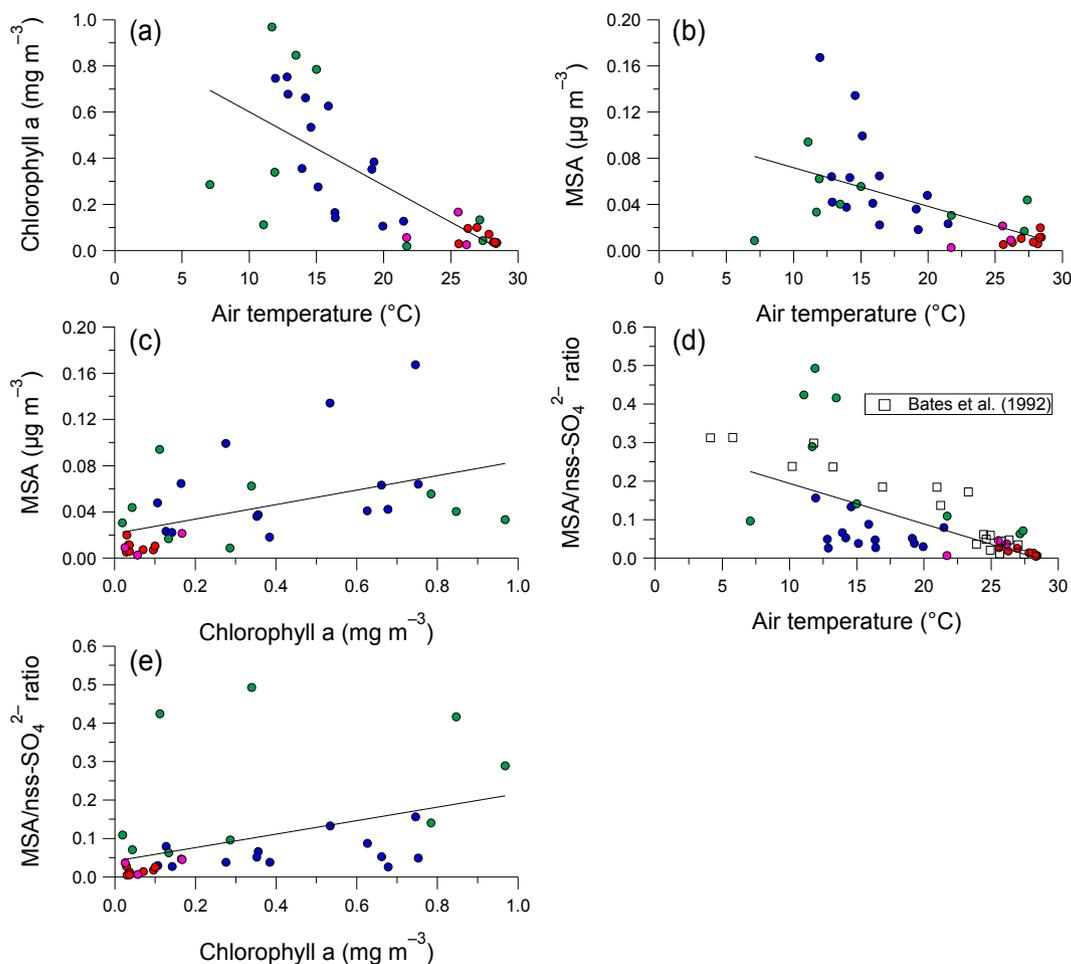 (a)
Chlorophyll a (mg m⁻³)
1.0
0.8
0.6
0.4
0.2
0.0
0 5 10 15 20 25 30
Air temperature (°C)
(b)
MSA (µg m⁻³)
0.20
0.16
0.12
0.08
0.04
0.00
0 5 10 15 20 25 30
Air temperature (°C)
(c)
MSA (µg m⁻³)
0.20
0.16
0.12
0.08
0.04
0.00
0.0 0.2 0.4 0.6 0.8 1.0
Chlorophyll a (mg m⁻³)
(d)
MSA/nss-SO₄²⁻ ratio
0.6
0.5
0.4
0.3
0.2
0.1
0.0
Bates et al. (1992)
0 5 10 15 20 25 30
Air temperature (°C)
(e)
MSA/nss-SO₄²⁻ ratio
0.6
0.5
0.4
0.3
0.2
0.1
0.0
0.0 0.2 0.4 0.6 0.8 1.0
Chlorophyll a (mg m⁻³)